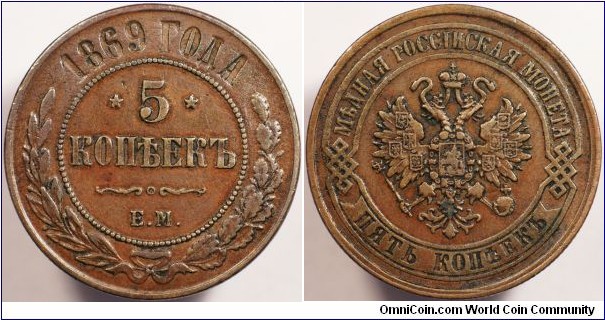 1869 ГОДА
5
КОПѢЕКЪ
Е.М.
МѢДНАЯ РОССІЙСКАЯ МОНЕТА
ПЯТЬ КОПѢЕКЪ
OmniCoin.com World Coin Community